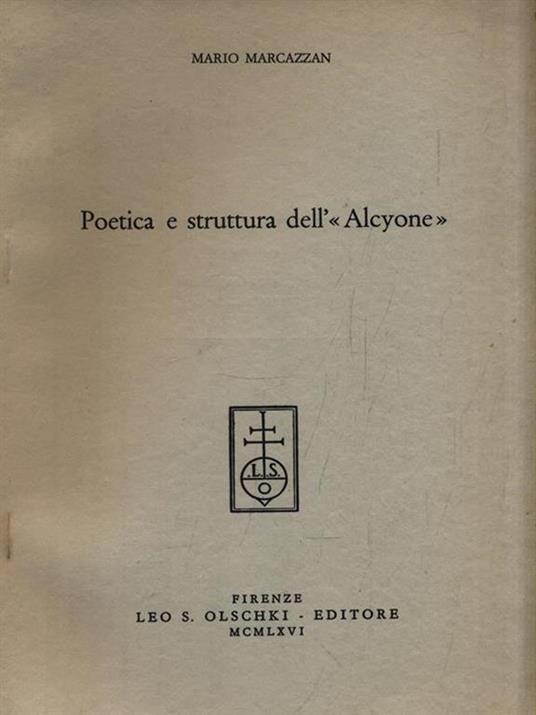 MARIO MARCAZZAN
Poetica e struttura dell'« Alcyone »
.L.S.
O
FIRENZE
LEO S. OLSCHKI - EDITORE
MCMLXVI